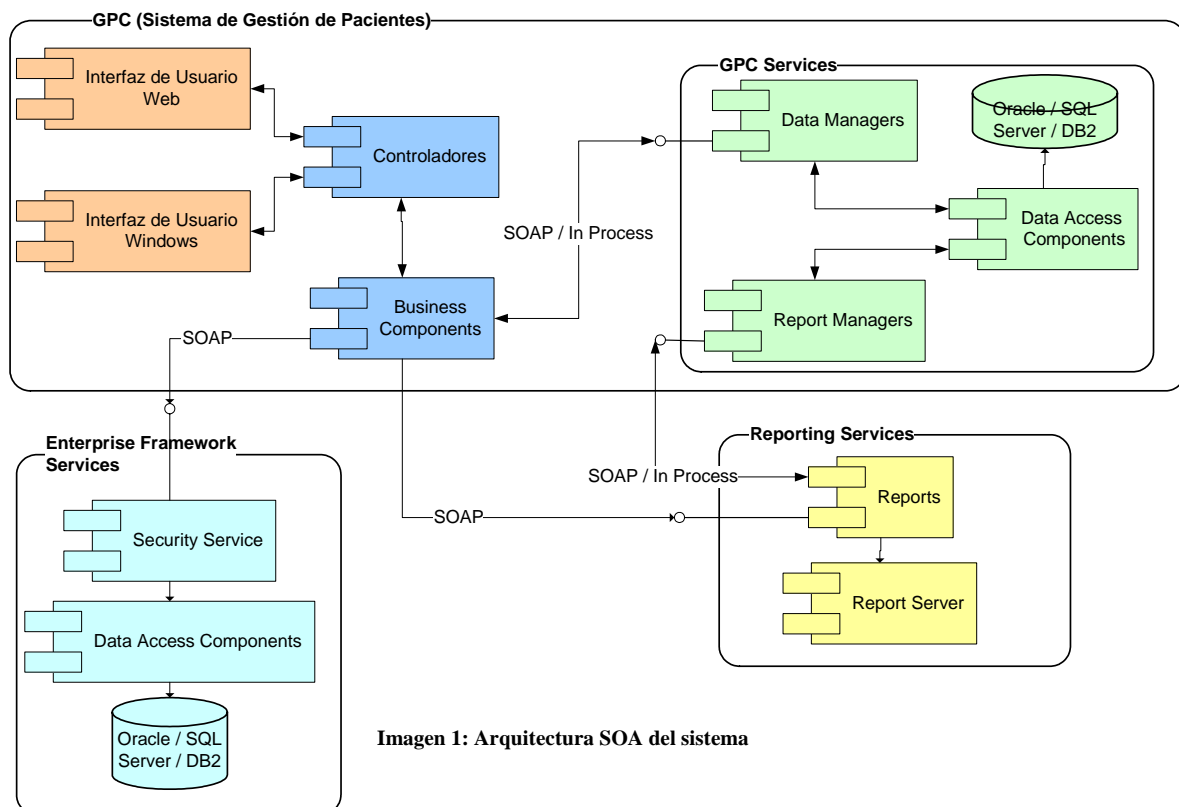 GPC (Sistema de Gestión de Pacientes)
Interfaz de Usuario
Web
Controladores
Interfaz de Usuario
Windows
Business
Components
SOAP / In Process
GPC Services
Data Managers
Oracle / SQL
Server / DB2
Data Access
Components
Report Managers
SOAP
Enterprise Framework
Services
Security Service
Data Access Components
Oracle / SQL
Server / DB2
SOAP
SOAP / In Process
Reporting Services
Reports
Report Server
Imagen 1: Arquitectura SOA del sistema